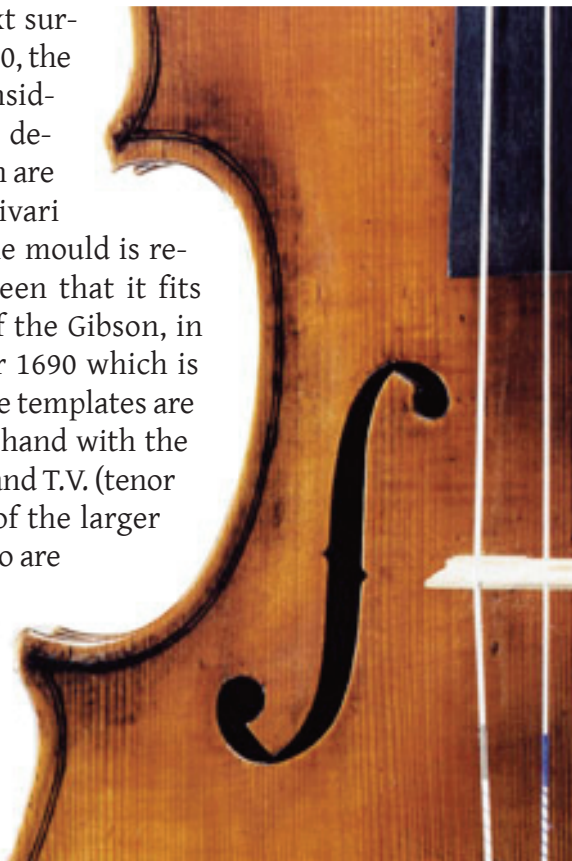 xt sur-
0, the
nsid-
de-
n are
ivari
e mould is re-
een that it fits
f the Gibson, in
r 1690 which is
e templates are
hand with the
and T.V. (tenor
of the larger
o are